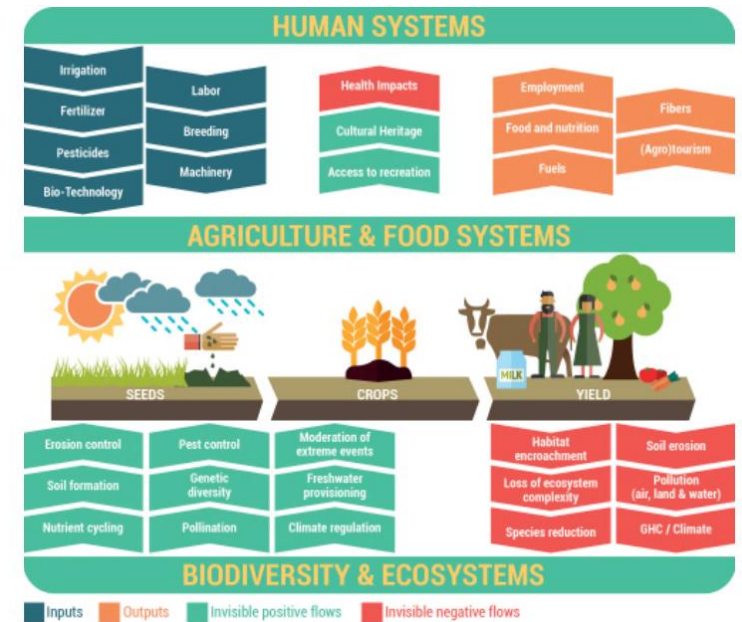 HUMAN SYSTEMS
Irrigation
Fertilizer
Pesticides
Bio-Technology
Labor
Breeding
Machinery
Health Impacts
Cultural Heritage
Access to recreation
Employment
Food and nutrition
Fuels
Fibers
(Agro)tourism
AGRICULTURE & FOOD SYSTEMS
MILK
SEEDS
CROPS
YIELD
Erosion control
Soil formation
Nutrient cycling
Pest control
Genetic
diversity
Pollination
Moderation of
extreme events
Freshwater
provisioning
Climate regulation
Habitat
encroachment
Loss of ecosystem
complexity
Species reduction
Soil erosion
Pollution
(air, land & water)
GHC / Climate
BIODIVERSITY & ECOSYSTEMS
Inputs
Outputs
Invisible positive flows
Invisible negative flows